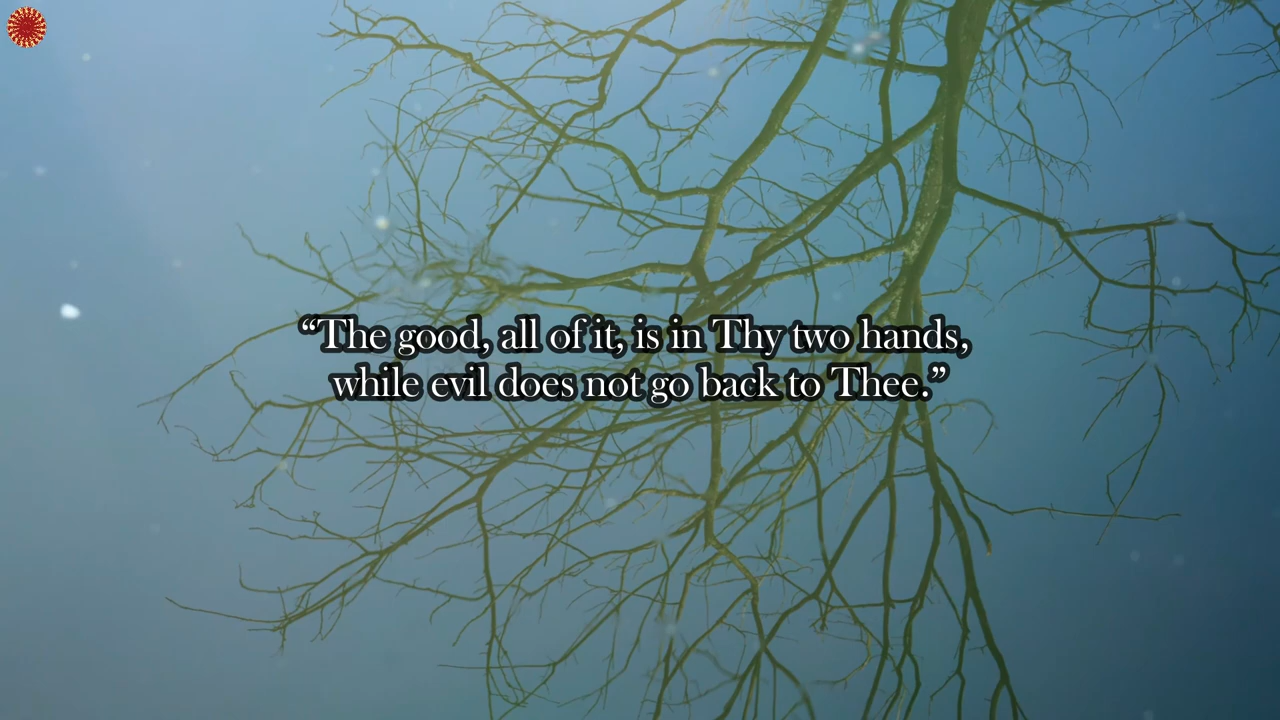 “The good, all of it, is in Thy two hands,
while evil does not go back to Thee.”